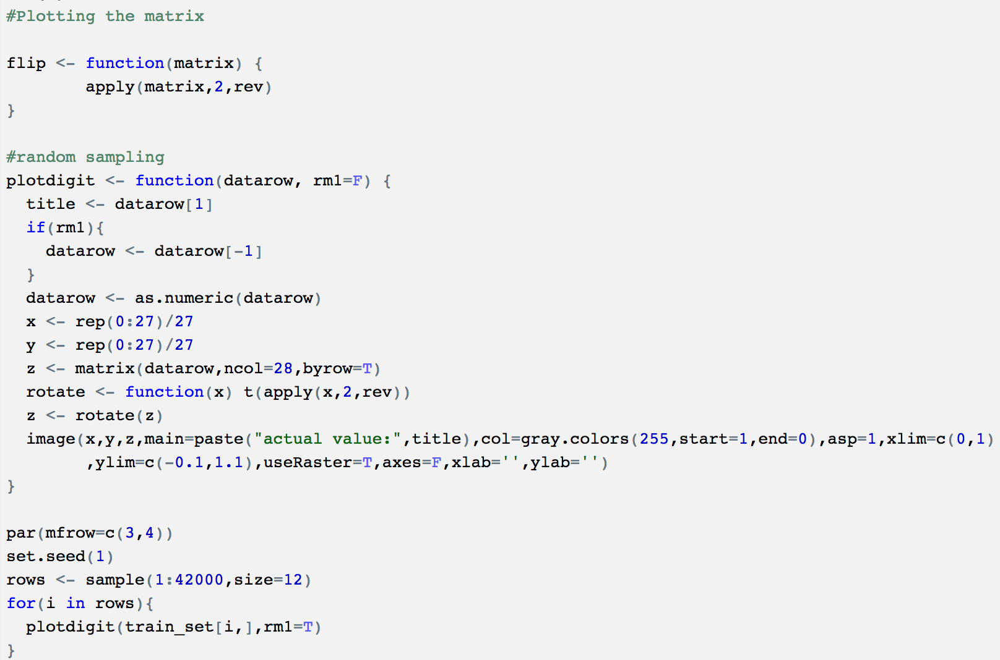 #Plotting the matrix
flip <- function(matrix) {
        apply(matrix,2,rev)
}
#random sampling
plotdigit <- function(datarow, rm1=F) {
  title <- datarow[1]
  if(rm1){
    datarow <- datarow[-1]
  }
  datarow <- as.numeric(datarow)
  x <- rep(0:27)/27
  y <- rep(0:27)/27
  z <- matrix(datarow,ncol=28,byrow=T)
  rotate <- function(x) t(apply(x,2,rev))
  z <- rotate(z)
  image(x,y,z,main=paste("actual value:",title),col=gray.colors(255,start=1,end=0),asp=1,xlim=c(0,1)
        ,ylim=c(-0.1,1.1),useRaster=T,axes=F,xlab='',ylab='')
}
par(mfrow=c(3,4))
set.seed(1)
rows <- sample(1:42000,size=12)
for(i in rows){
  plotdigit(train_set[i,],rm1=T)
}